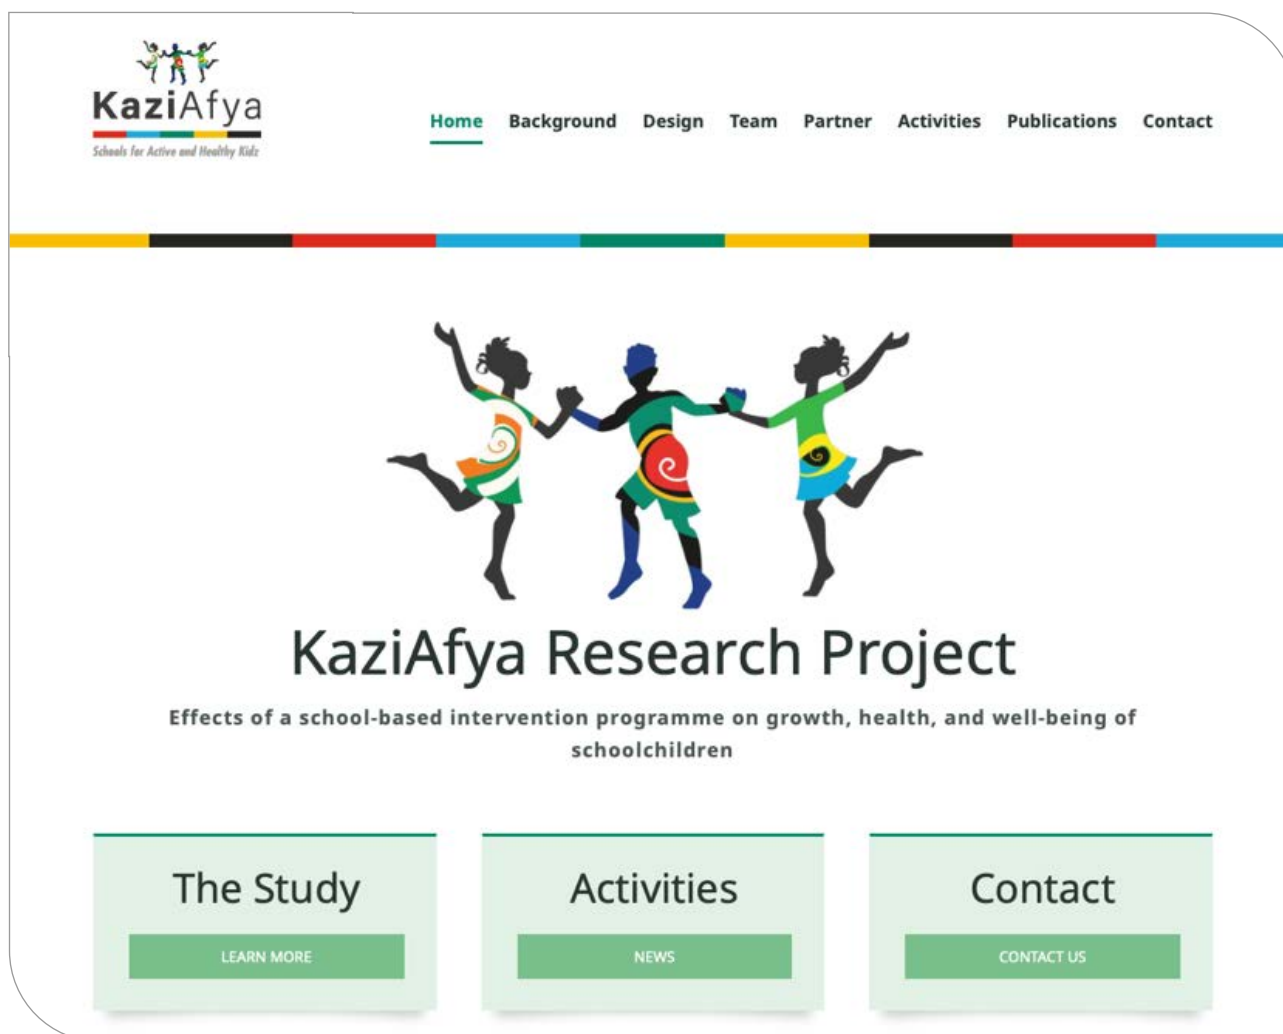 KaziAfya
Schools for Active and Healthy Kidz
Home Background Design Team Partner Activities Publications Contact
KaziAfya Research Project
Effects of a school-based intervention programme on growth, health, and well-being of
schoolchildren
The Study
LEARN MORE
Activities
NEWS
Contact
CONTACT US